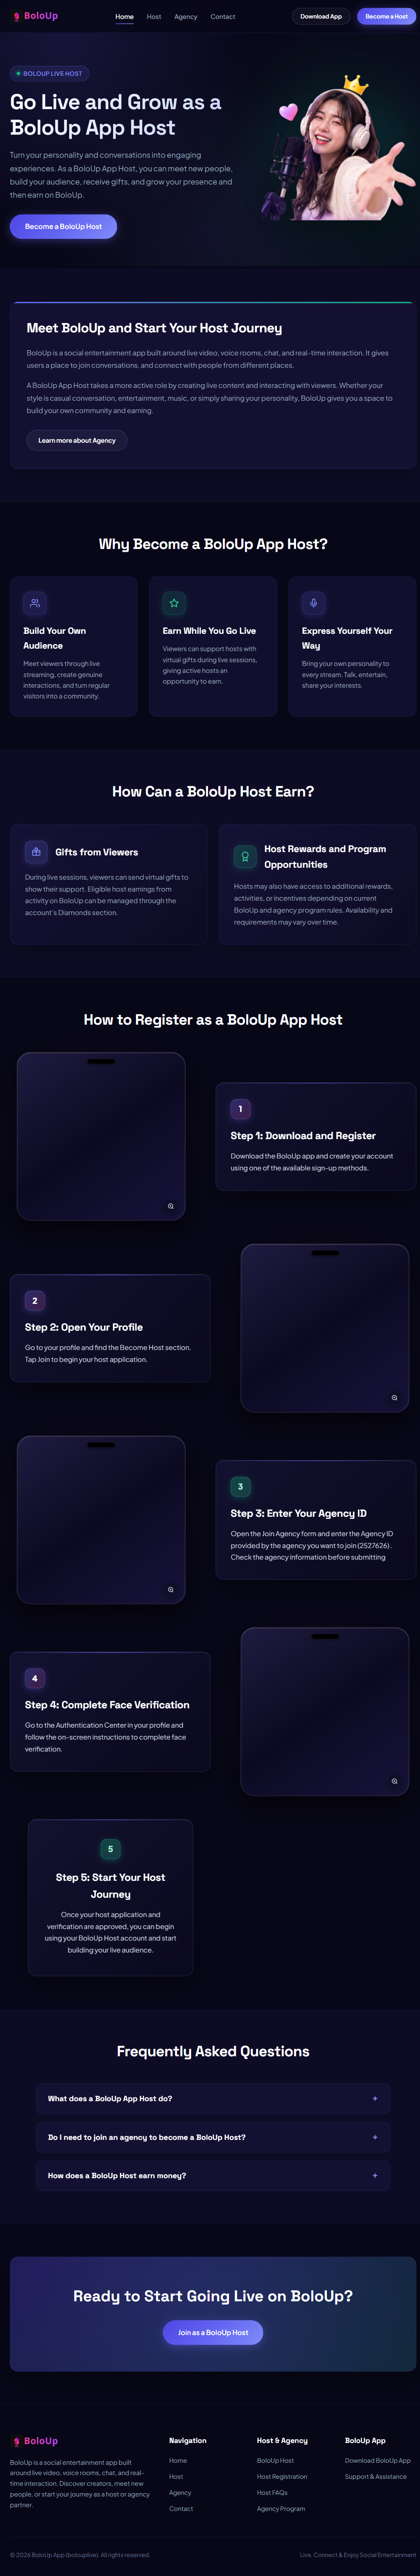 BoloUp
Home Host Agency Contact
Download App Become a Host
BOLOUP LIVE HOST
Go Live and Grow as a
BoloUp App Host
Turn your personality and conversations into engaging
experiences. As a BoloUp App Host, you can meet new people,
build your audience, receive gifts, and grow your presence and
then earn on BoloUp.
Become a BoloUp Host
Meet BoloUp and Start Your Host Journey
BoloUp is a social entertainment app built around live video, voice rooms, chat, and real-time interaction. It gives
users a place to join conversations, and connect with people from different places.
A BoloUp App Host takes a more active role by creating live content and interacting with viewers. Whether your
style is casual conversation, entertainment, music, or simply sharing your personality, BoloUp gives you a space to
build your own community and earning.
Learn more about Agency
Why Become a BoloUp App Host?
Build Your Own
Audience
Meet viewers through live
streaming, create genuine
interactions, and turn regular
visitors into a community.
Earn While You Go Live
Viewers can support hosts with
virtual gifts during live sessions,
giving active hosts an
opportunity to earn.
Express Yourself Your
Way
Bring your own personality to
every stream. Talk, entertain,
share your interests.
How Can a BoloUp Host Earn?
Gifts from Viewers
During live sessions, viewers can send virtual gifts to
show their support. Eligible host earnings from
activity on BoloUp can be managed through the
account's Diamonds section.
Host Rewards and Program
Opportunities
Hosts may also have access to additional rewards,
activities, or incentives depending on current
BoloUp and agency program rules. Availability and
requirements may vary over time.
How to Register as a BoloUp App Host
1
Step 1: Download and Register
Download the BoloUp app and create your account
using one of the available sign-up methods.
2
Step 2: Open Your Profile
Go to your profile and find the Become Host section.
Tap Join to begin your host application.
3
Step 3: Enter Your Agency ID
Open the Join Agency form and enter the Agency ID
provided by the agency you want to join (2527626) .
Check the agency information before submitting
4
Step 4: Complete Face Verification
Go to the Authentication Center in your profile and
follow the on-screen instructions to complete face
verification.
5
Step 5: Start Your Host
Journey
Once your host application and
verification are approved, you can begin
using your BoloUp Host account and start
building your live audience.
Frequently Asked Questions
What does a BoloUp App Host do? +
Do I need to join an agency to become a BoloUp Host? +
How does a BoloUp Host earn money? +
Ready to Start Going Live on BoloUp?
Join as a BoloUp Host
BoloUp
BoloUp is a social entertainment app built
around live video, voice rooms, chat, and real-
time interaction. Discover creators, meet new
people, or start your journey as a host or agency
partner.
Navigation
Home
Host
Agency
Contact
Host & Agency
BoloUp Host
Host Registration
Host FAQs
Agency Program
BoloUp App
Download BoloUp App
Support & Assistance
© 2026 BoloUp App (boloup.live). All rights reserved.
Live, Connect & Enjoy Social Entertainment